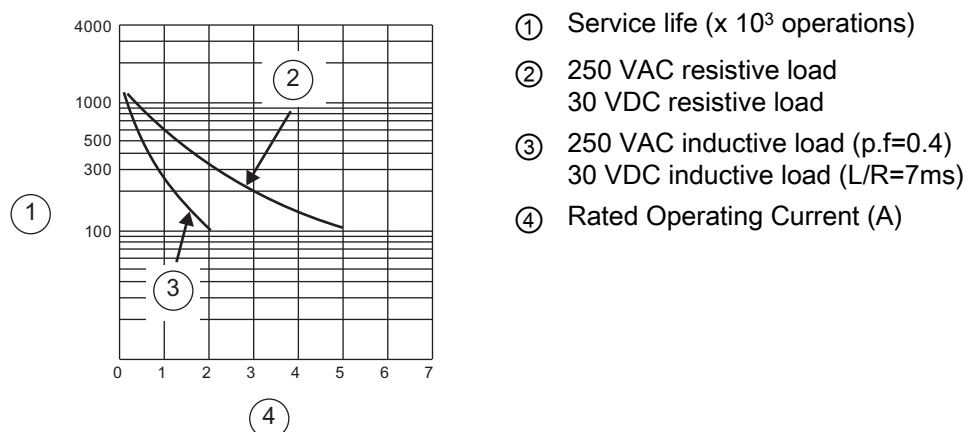 4000
1000
500
300
100
0 1 2 3 4 5 6 7
①
②
③
④
① Service life (x 10³ operations)
② 250 VAC resistive load
30 VDC resistive load
③ 250 VAC inductive load (p.f=0.4)
30 VDC inductive load (L/R=7ms)
④ Rated Operating Current (A)